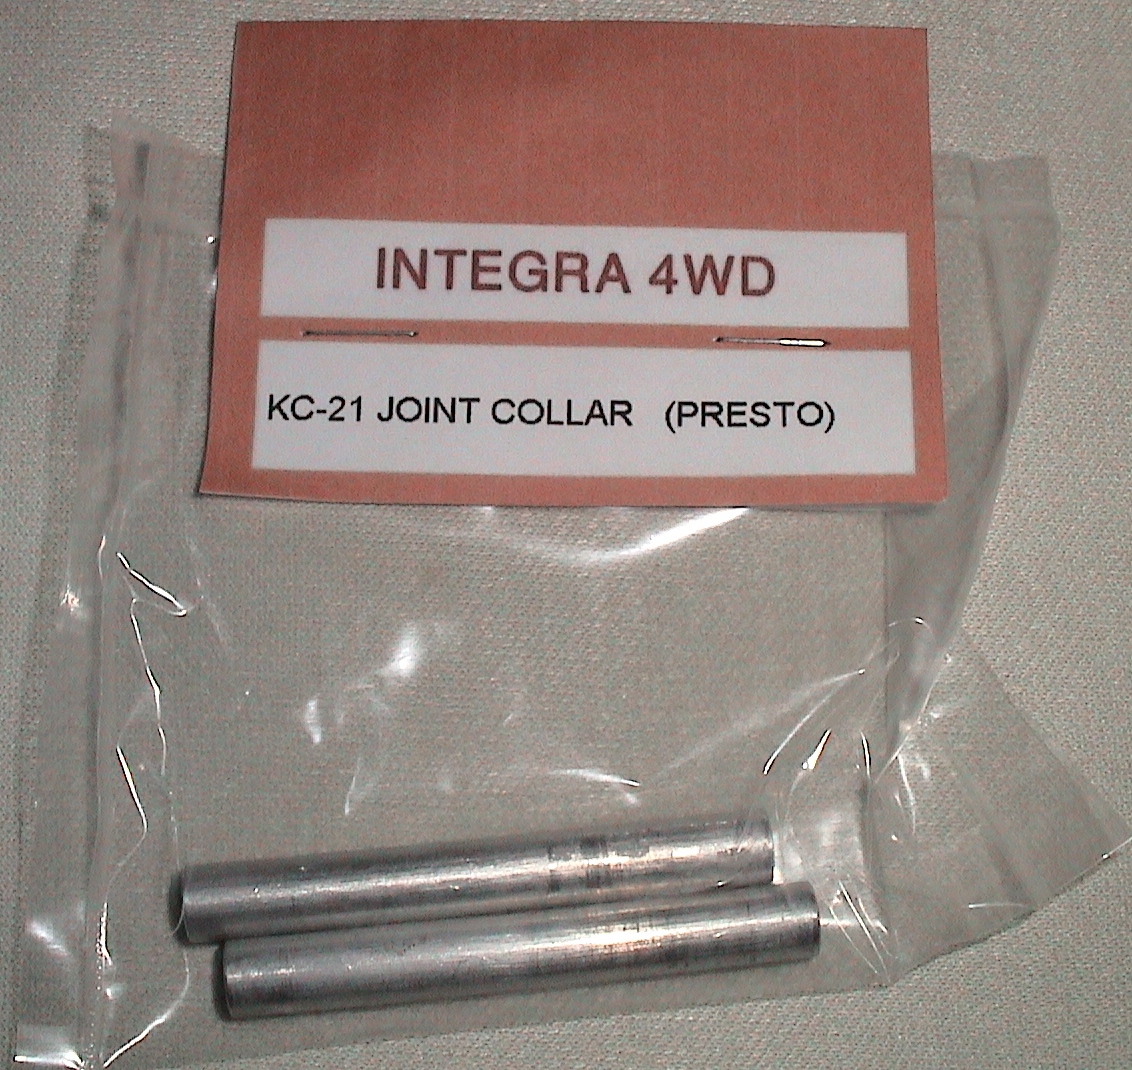 INTEGRA 4WD
KC-21 JOINT COLLAR (PRESTO)